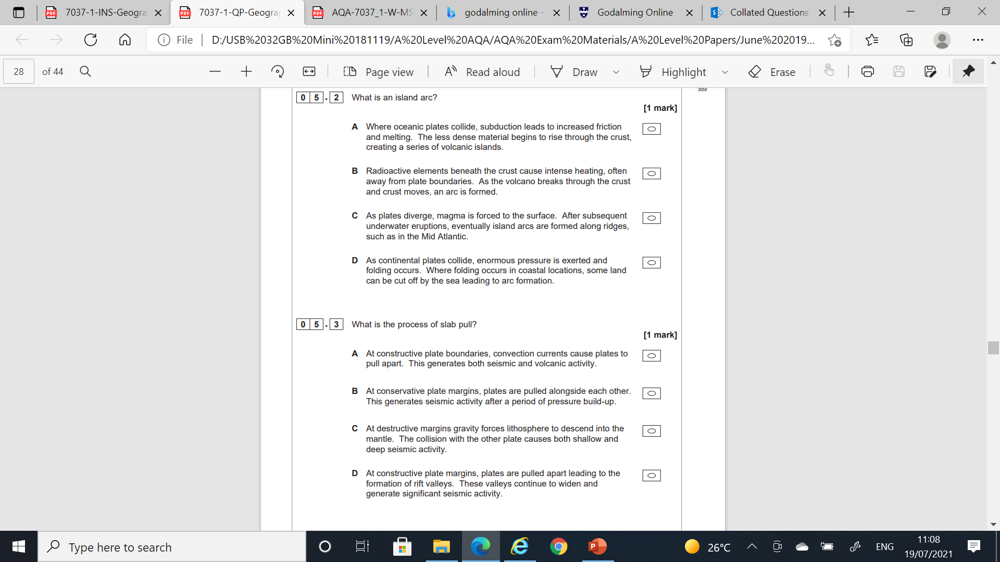 7037-1-INS-Geogra
7037-1-QP-Geogra
AQA-7037_1-W-MS
godalming online -
Godalming Online
Collated Questions
File
D:/USB%2032GB%20Mini%20181119/A%20Level%20AQA/AQA%20Exam%20Materials/A%20Level%20Papers/June%202019...
28 of 44
Page view
Read aloud
Draw
Highlight
Erase
box
0 5 . 2 What is an island arc?
[1 mark]
A Where oceanic plates collide, subduction leads to increased friction
and melting. The less dense material begins to rise through the crust,
creating a series of volcanic islands.
B Radioactive elements beneath the crust cause intense heating, often
away from plate boundaries. As the volcano breaks through the crust
and crust moves, an arc is formed.
C As plates diverge, magma is forced to the surface. After subsequent
underwater eruptions, eventually island arcs are formed along ridges,
such as in the Mid Atlantic.
D As continental plates collide, enormous pressure is exerted and
folding occurs. Where folding occurs in coastal locations, some land
can be cut off by the sea leading to arc formation.
0 5 . 3 What is the process of slab pull?
[1 mark]
A At constructive plate boundaries, convection currents cause plates to
pull apart. This generates both seismic and volcanic activity.
B At conservative plate margins, plates are pulled alongside each other.
This generates seismic activity after a period of pressure build-up.
C At destructive margins gravity forces lithosphere to descend into the
mantle. The collision with the other plate causes both shallow and
deep seismic activity.
D At constructive plate margins, plates are pulled apart leading to the
formation of rift valleys. These valleys continue to widen and
generate significant seismic activity.
Type here to search
26°C
ENG
11:08
19/07/2021